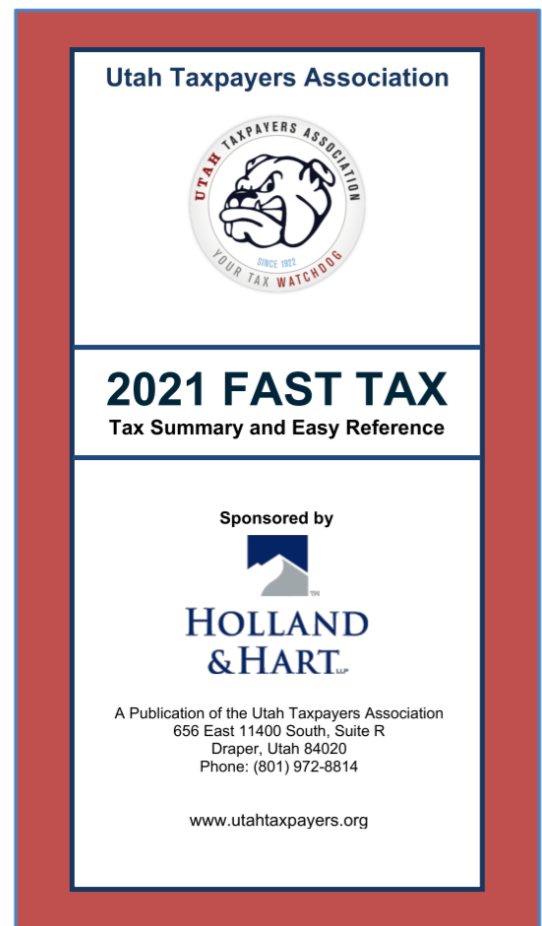 Utah Taxpayers Association
UTAH TAXPAYERS ASSOCIATION
SINCE 1922
YOUR TAX WATCHDOG
2021 FAST TAX
Tax Summary and Easy Reference
Sponsored by
TM
HOLLAND
& HART LLP
A Publication of the Utah Taxpayers Association
656 East 11400 South, Suite R
Draper, Utah 84020
Phone: (801) 972-8814
www.utahtaxpayers.org